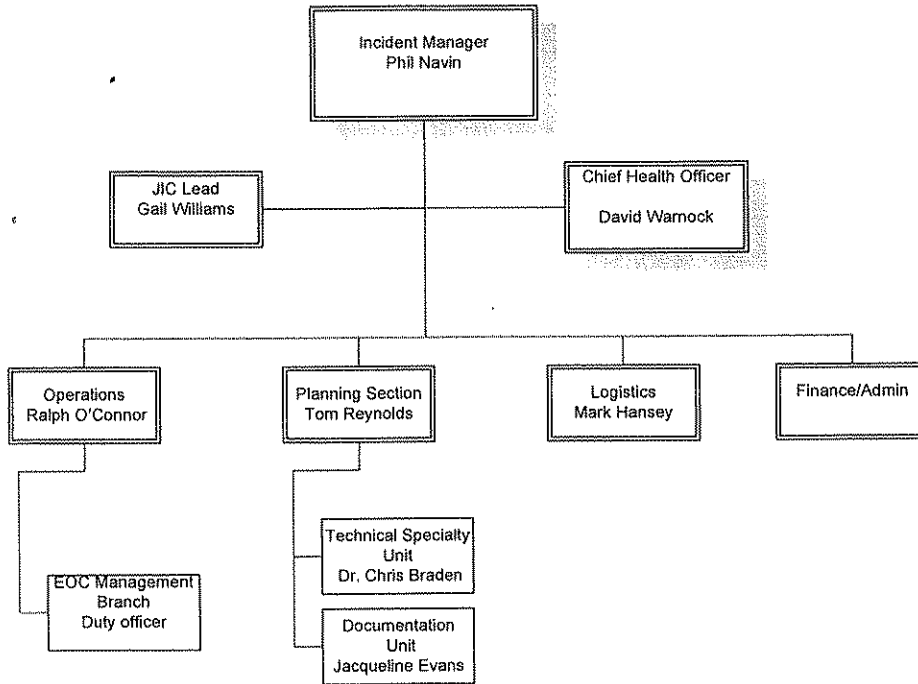 Incident Manager
Phil Navin
JIC Lead
Gail Williams
Chief Health Officer
David Warnock
Operations
Ralph O'Connor
Planning Section
Tom Reynolds
Logistics
Mark Hansey
Finance/Admin
EOC Management
Branch
Duty officer
Technical Specialty
Unit
Dr. Chris Braden
Documentation
Unit
Jacqueline Evans